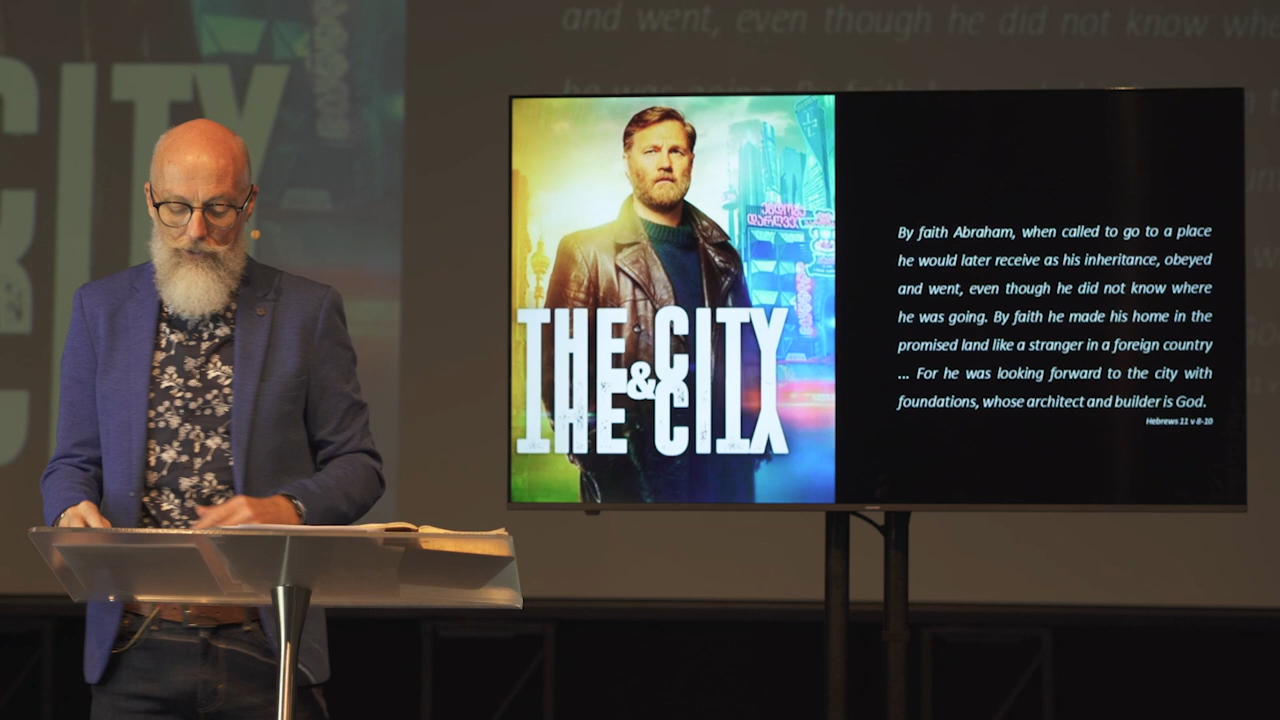 and went, even though he did not know
CITY
THE CITY
&
THE CITY
By faith Abraham, when called to go to a place
he would later receive as his inheritance, obeyed
and went, even though he did not know where
he was going. By faith he made his home in the
promised land like a stranger in a foreign country
... For he was looking forward to the city with
foundations, whose architect and builder is God.
Hebrews 11 v 8-10